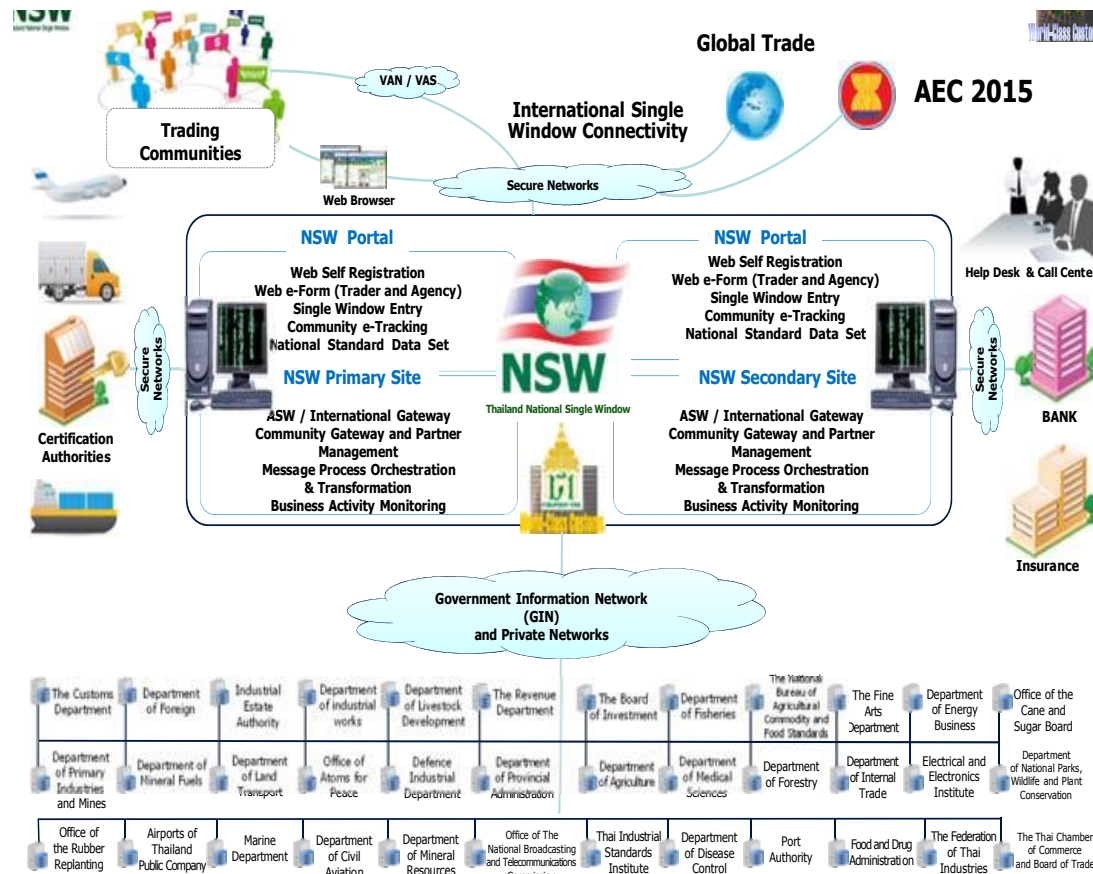 NSW
VAN / VAS
Global Trade
AEC 2015
International Single
Window Connectivity
Trading
Communities
Web Browser
Secure Networks
NSW Portal
Web Self Registration
Web e-Form (Trader and Agency)
Single Window Entry
Community e-Tracking
National Standard Data Set
NSW Primary Site
ASW / International Gateway
Community Gateway and Partner
Management
Message Process Orchestration
& Transformation
Business Activity Monitoring
NSW
Thailand National Single Window
NSW Portal
Web Self Registration
Web e-Form (Trader and Agency)
Single Window Entry
Community e-Tracking
National Standard Data Set
NSW Secondary Site
ASW / International Gateway
Community Gateway and Partner
Management
Message Process Orchestration
& Transformation
Business Activity Monitoring
Secure
Networks
Secure
Networks
Certification
Authorities
Help Desk & Call Center
BANK
Insurance
Government Information Network
(GIN)
and Private Networks
The Customs
Department
Department
of Foreign
Industrial
Estate
Authority
Department
of industrial
works
Department
of Livestock
Development
The Revenue
Department
The Board
of Investment
Department
of Fisheries
The National
Bureau of
Agricultural
Commodity and
Food Standards
The Fine
Arts
Department
Department
of Energy
Business
Office of the
Cane and
Sugar Board
Department
of Primary
Industries
and Mines
Department of
Mineral Fuels
Department
of Land
Transport
Office of
Atoms for
Peace
Defence
Industrial
Department
Department
of Provincial
Administration
Department
of Agriculture
Department
of Medical
Sciences
Department
of Forestry
Department
of Internal
Trade
Electrical and
Electronics
Institute
Department
of National Parks,
Wildlife and Plant
Conservation
Office of
the Rubber
Replanting
Airports of
Thailand
Public Company
Marine
Department
Department
of Civil
Aviation
Department
of Mineral
Resources
Office of The
National Broadcasting
and Telecommunications
Thai Industrial
Standards
Institute
Department
of Disease
Control
Port
Authority
Food and Drug
Administration
The Federation
of Thai
Industries
The Thai Chamber
of Commerce
and Board of Trade